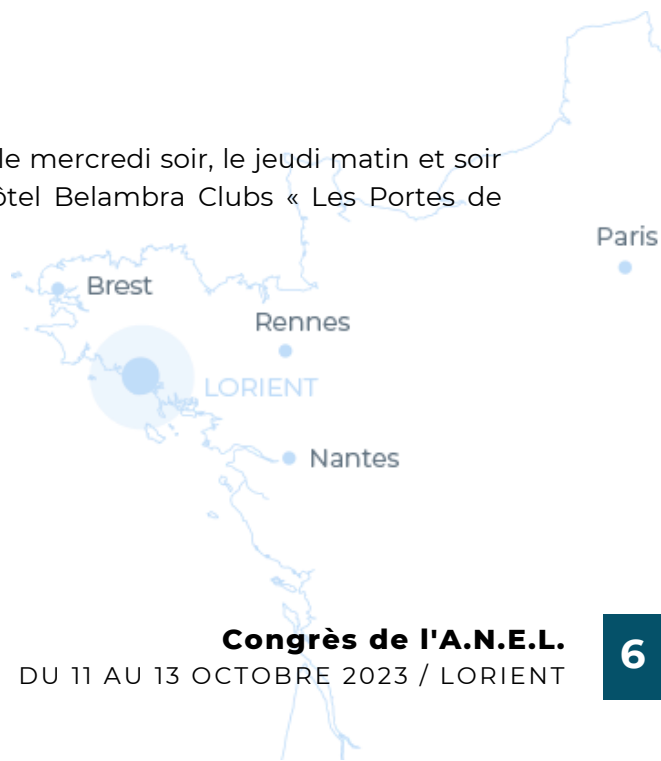 le mercredi soir, le jeudi matin et soir
ôtel Belambra Clubs « Les Portes de
Paris
Brest
Rennes
LORIENT
Nantes
Congrès de l'A.N.E.L.
DU 11 AU 13 OCTOBRE 2023 / LORIENT
6